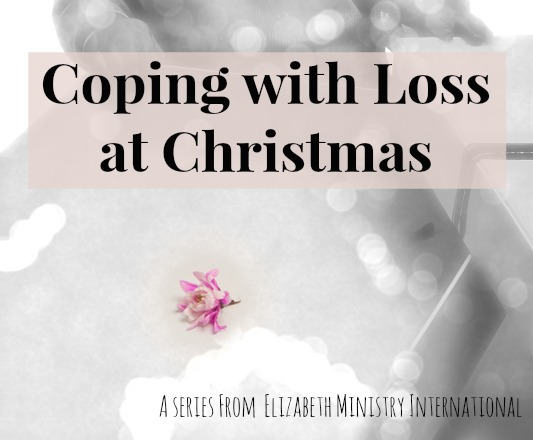 Coping with Loss
at Christmas
A SERIES FROM ELIZABETH MINISTRY INTERNATIONAL